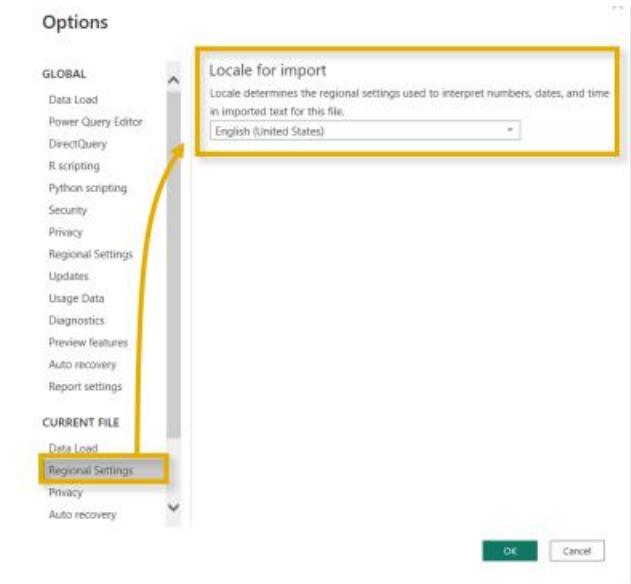 Options
GLOBAL
Data Load
Power Query Editor
DirectQuery
R scripting
Python scripting
Security
Privacy
Regional Settings
Updates
Usage Data
Diagnostics
Preview features
Auto recovery
Report settings
CURRENT FILE
Data Load
Regional Settings
Privacy
Auto recovery
Locale for import
Locale determines the regional settings used to interpret numbers, dates, and time
in imported text for this file.
English (United States)
OK
Cancel